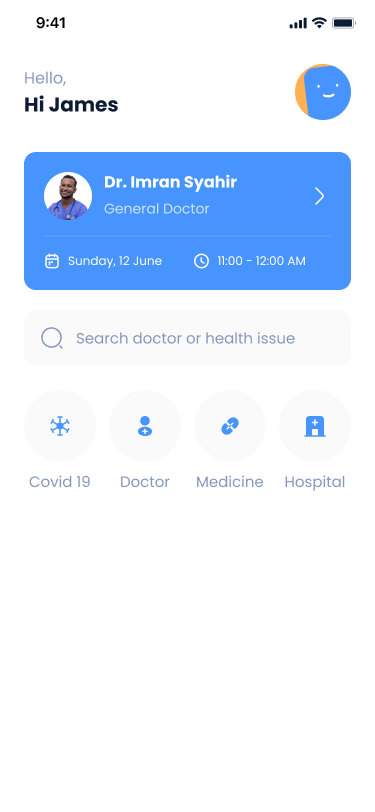 9:41
Hello,
Hi James
Dr. Imran Syahir
General Doctor
Sunday, 12 June
11:00 - 12:00 AM
Search doctor or health issue
Covid 19
Doctor
Medicine
Hospital